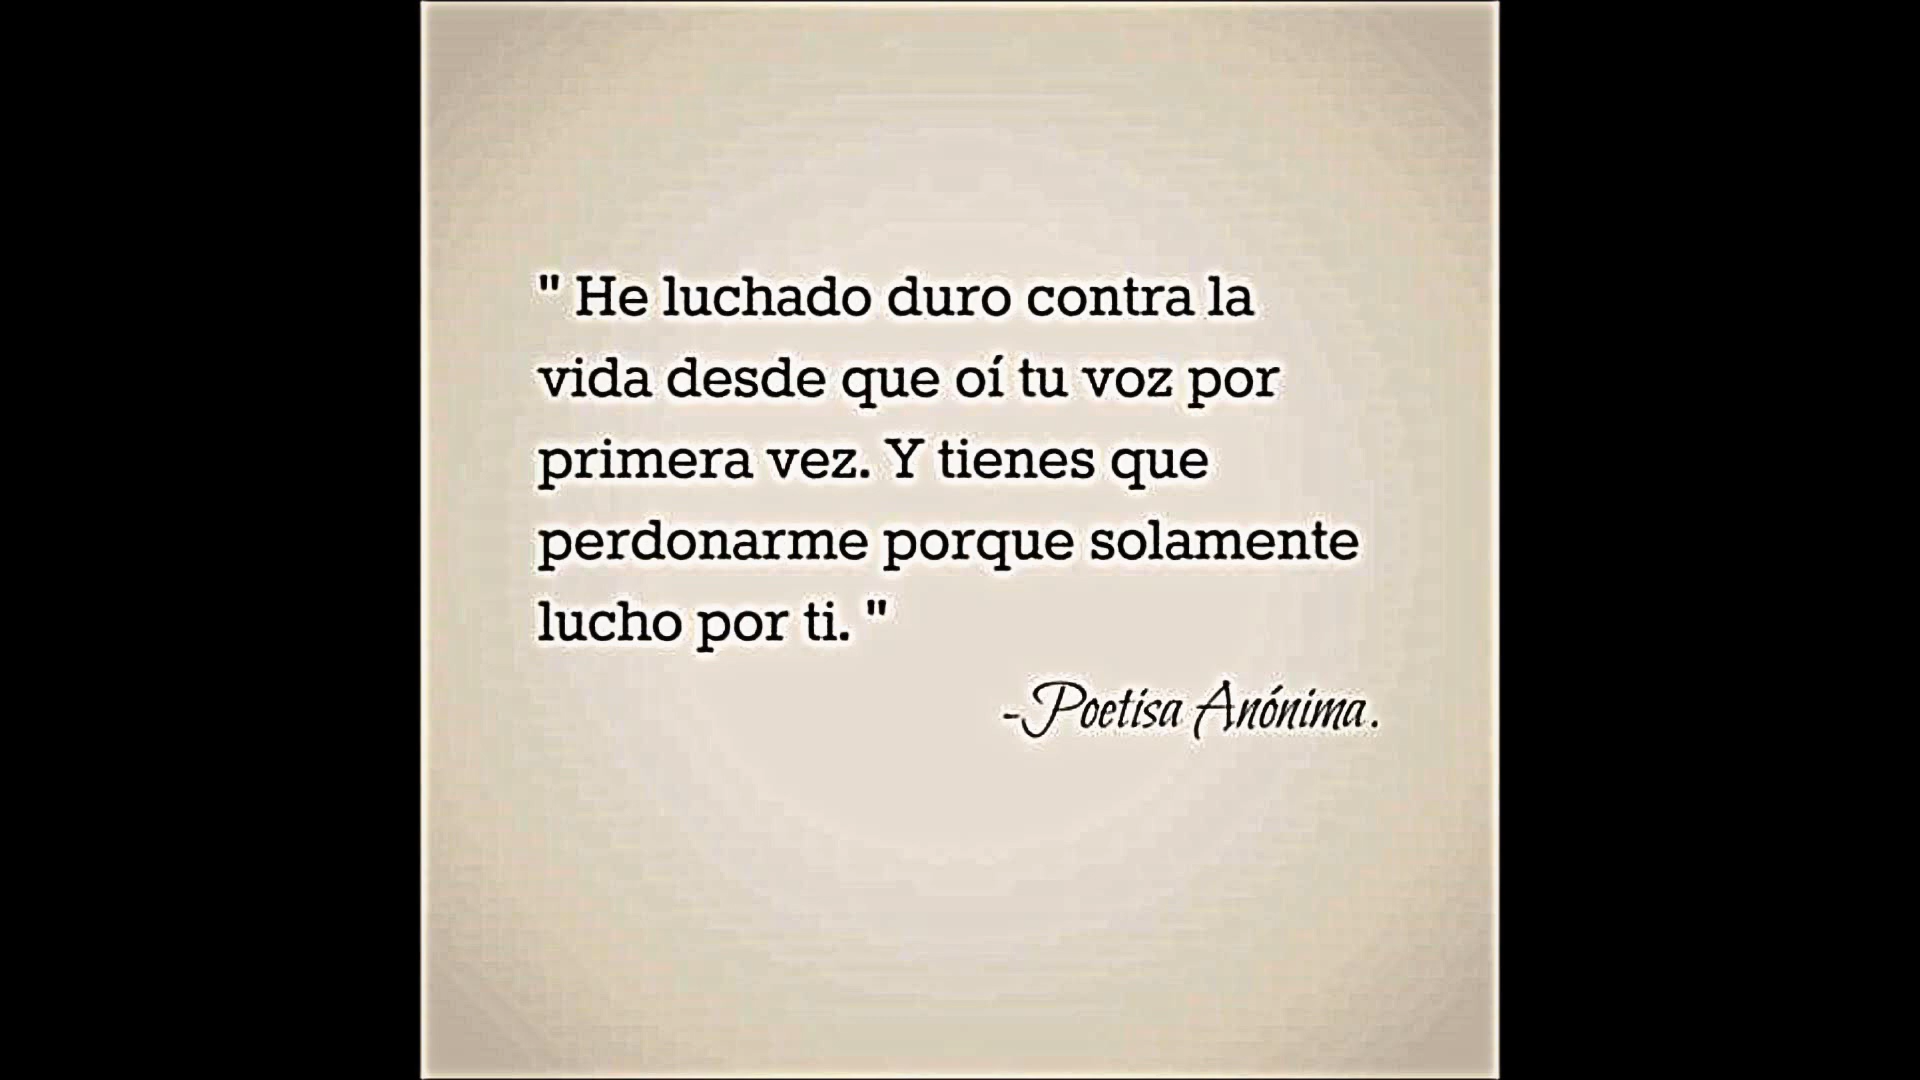 " He luchado duro contra la
vida desde que oí tu voz por
primera vez. Y tienes que
perdonarme porque solamente
lucho por ti. "
-Poetisa Anónima.